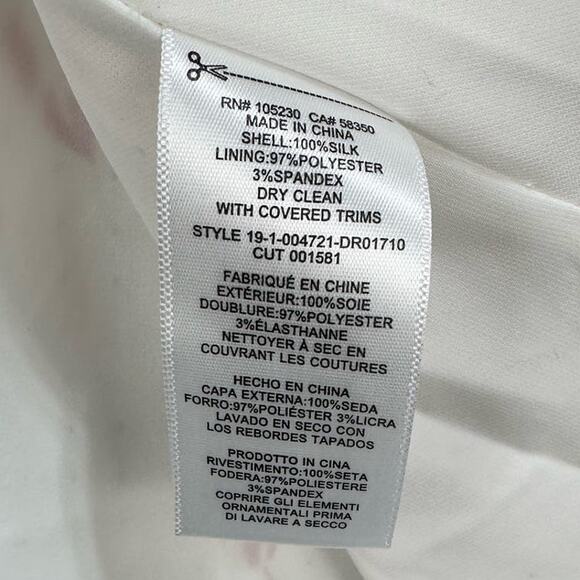 RN# 105230 CA# 58350
MADE IN CHINA
SHELL:100%SILK
LINING:97%POLYESTER
3%SPANDEX
DRY CLEAN
WITH COVERED TRIMS
STYLE 19-1-004721-DR01710
CUT 001581
FABRIQUÉ EN CHINE
EXTÉRIEUR:100%SOIE
DOUBLURE:97%POLYESTER
3%ÉLASTHANNE
NETTOYER À SEC EN
COUVRANT LES COUTURES
HECHO EN CHINA
CAPA EXTERNA:100%SEDA
FORRO:97%POLIÉSTER 3%LICRA
LAVADO EN SECO CON
LOS REBORDES TAPADOS
PRODOTTO IN CINA
RIVESTIMENTO:100%SETA
FODERA:97%POLIESTERE
3%SPANDEX
COPRIRE GLI ELEMENTI
ORNAMENTALI PRIMA
DI LAVARE A SECCO